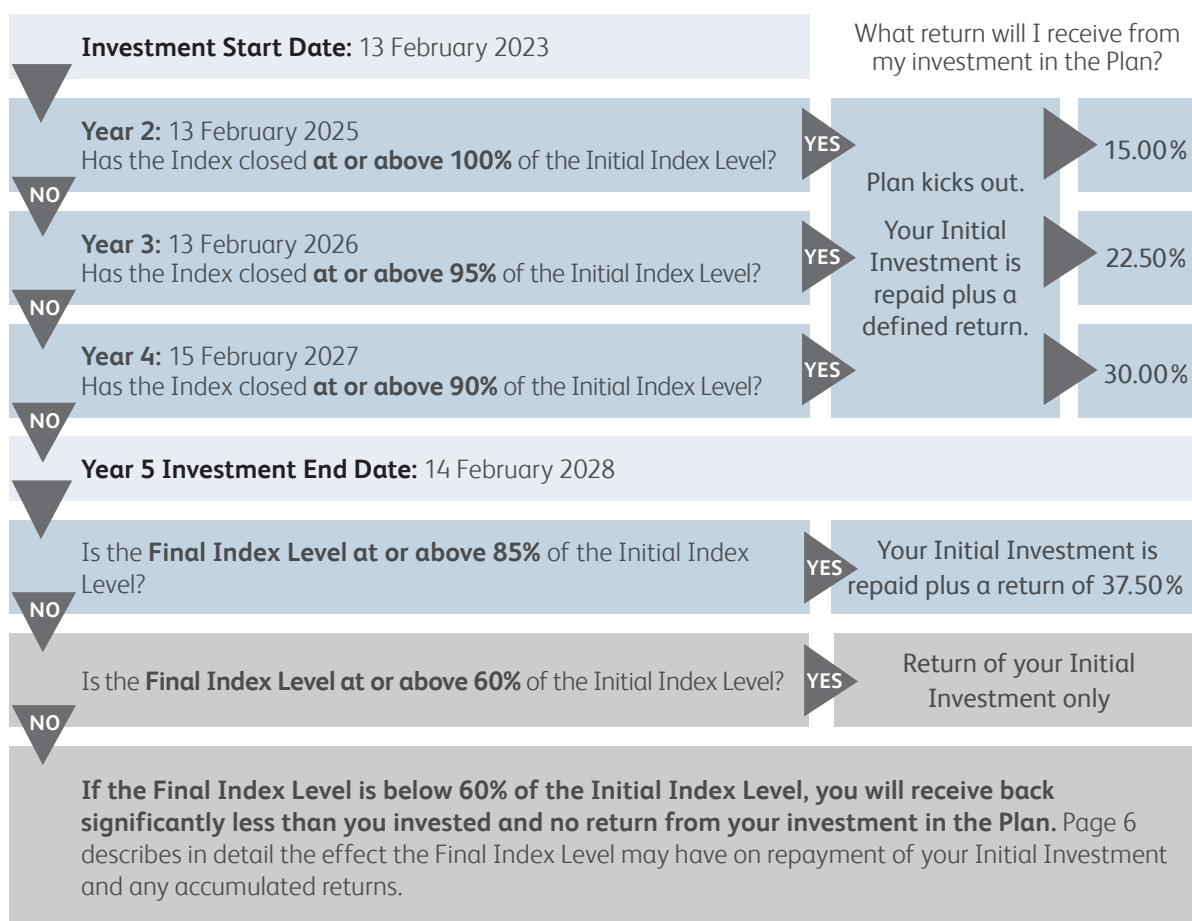 Investment Start Date: 13 February 2023
What return will I receive from
my investment in the Plan?
Year 2: 13 February 2025
Has the Index closed at or above 100% of the Initial Index Level?
YES
NO
Plan kicks out.
Your Initial
Investment is
repaid plus a
defined return.
15.00%
Year 3: 13 February 2026
Has the Index closed at or above 95% of the Initial Index Level?
YES
22.50%
NO
Year 4: 15 February 2027
Has the Index closed at or above 90% of the Initial Index Level?
YES
30.00%
NO
Year 5 Investment End Date: 14 February 2028
Is the Final Index Level at or above 85% of the Initial Index
Level?
YES
Your Initial Investment is
repaid plus a return of 37.50%
NO
Is the Final Index Level at or above 60% of the Initial Index Level?
YES
Return of your Initial
Investment only
NO
If the Final Index Level is below 60% of the Initial Index Level, you will receive back
significantly less than you invested and no return from your investment in the Plan. Page 6
describes in detail the effect the Final Index Level may have on repayment of your Initial Investment
and any accumulated returns.